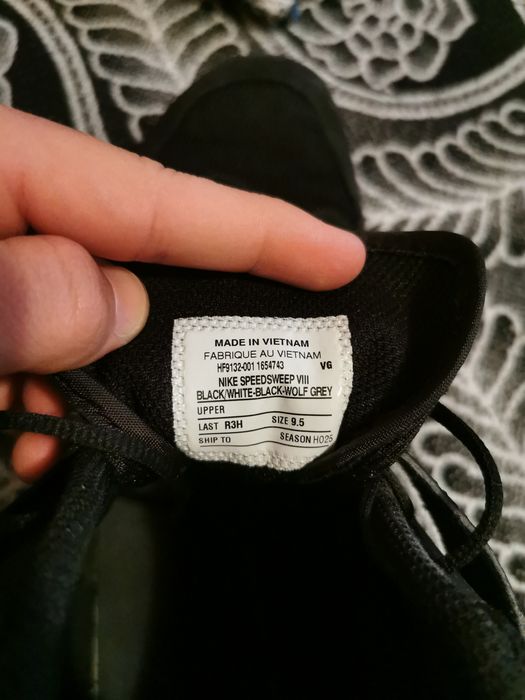 MADE IN VIETNAM
FABRIQUE AU VIETNAM
HF9132-001 1654743 VG
NIKE SPEEDSWEEP VIII
BLACK/WHITE-BLACK-WOLF GREY
UPPER
LAST R3H SIZE 9.5
SHIP TO SEASON HO25